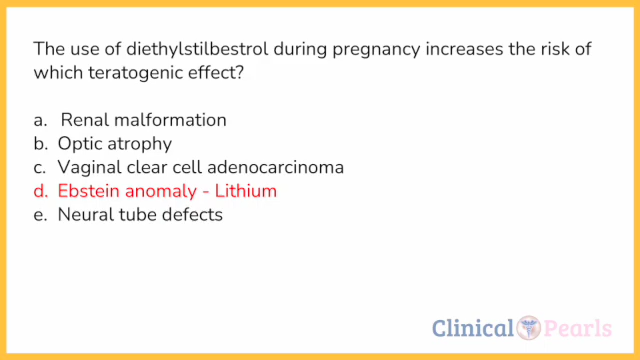 The use of diethylstilbestrol during pregnancy increases the risk of
which teratogenic effect?
a. Renal malformation
b. Optic atrophy
c. Vaginal clear cell adenocarcinoma
d. Ebstein anomaly - Lithium
e. Neural tube defects
Clinical Pearls